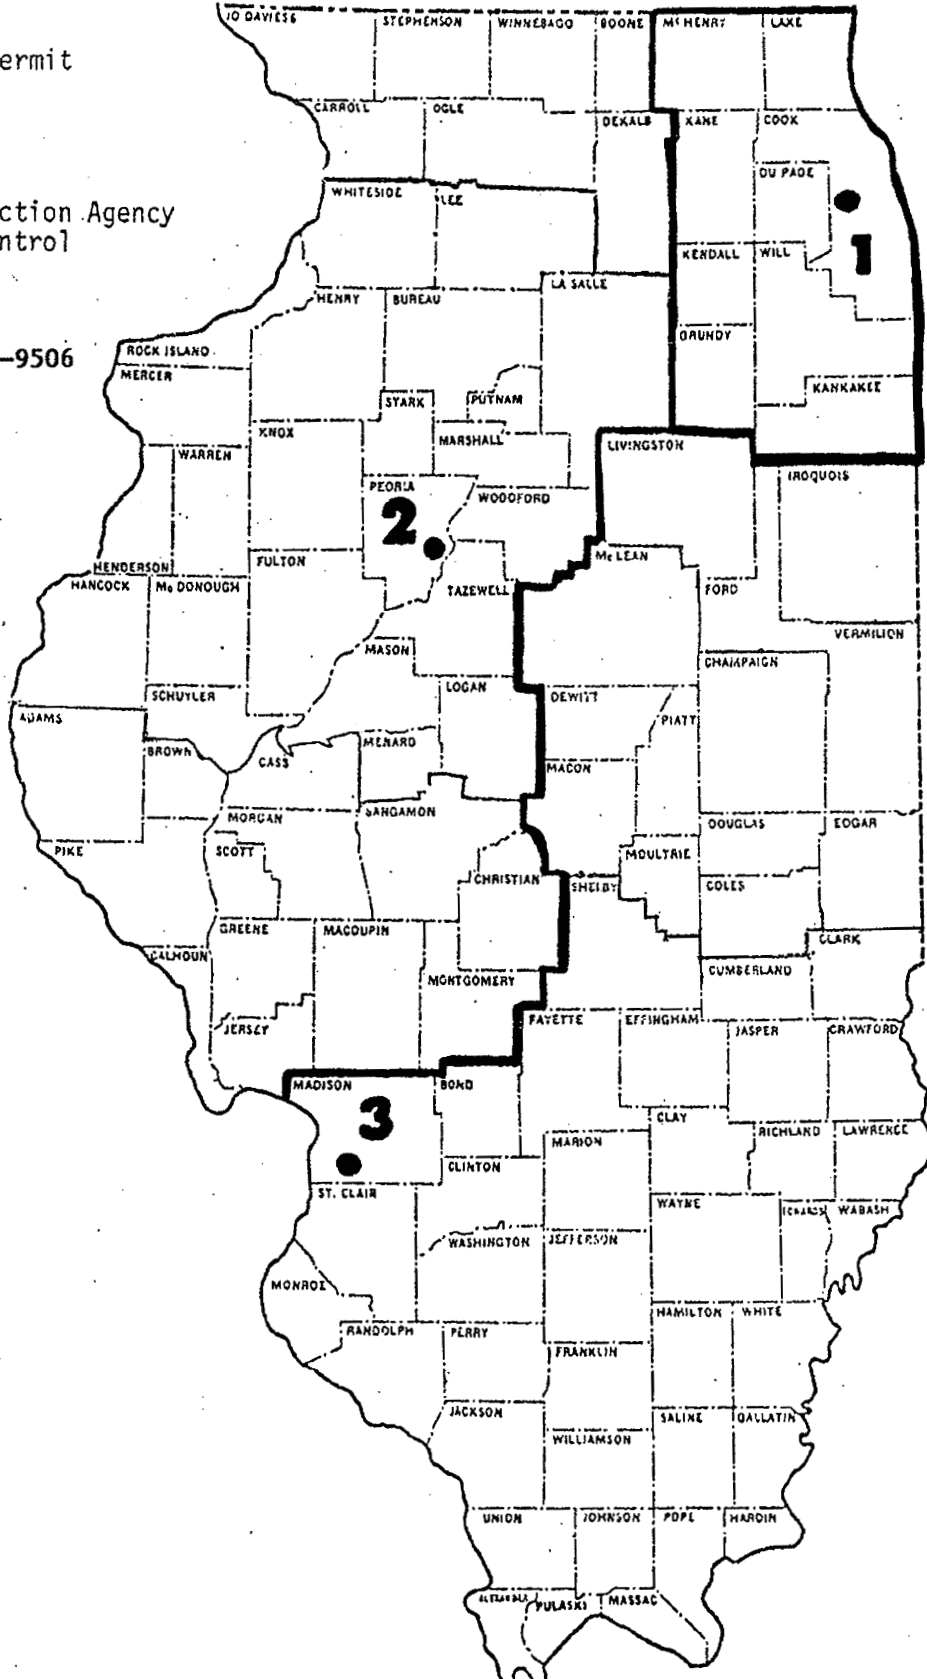 JO DAVIESS
STEPHENSON
WINNEBAGO
BOONE
McHENRY
LAKE
ermit
CARROLL
OGLE
DEKALB
KANE
COOK
DU PAGE
WHITESIDE
LEE
ction Agency
ntrol
1
KENDALL
WILL
LA SALLE
HENRY
BUREAU
GRUNDY
ROCK ISLAND
—9506
MERCER
KANKAKEE
STARK
PUTNAM
KNOX
MARSHALL
LIVINGSTON
WARREN
IROQUOIS
PEORIA
WOODFORD
2
McLEAN
FULTON
HENDERSON
HANCOCK
McDONOUGH
TAZEWELL
FORD
VERMILION
MASON
CHAMPAIGN
LOGAN
SCHUYLER
DEWITT
ADAMS
PIATT
MENARD
BROWN
CASS
MACON
SANGAMON
MORGAN
DOUGLAS
EDGAR
PIKE
SCOTT
MOULTRIE
CHRISTIAN
SHELBY
COLES
GREENE
MACOUPIN
CLARK
CALHOUN
CUMBERLAND
MONTGOMERY
FAYETTE
EFFINGHAM
JERSEY
JASPER
CRAWFORD
MADISON
BOND
3
CLAY
RICHLAND
LAWRENCE
MARION
CLINTON
ST. CLAIR
WAYNE
EDWARDS
WABASH
WASHINGTON
JEFFERSON
MONROE
HAMILTON
WHITE
RANDOLPH
PERRY
FRANKLIN
JACKSON
SALINE
GALLATIN
WILLIAMSON
UNION
JOHNSON
POPE
HARDIN
ALEXANDER
PULASKI
MASSAC